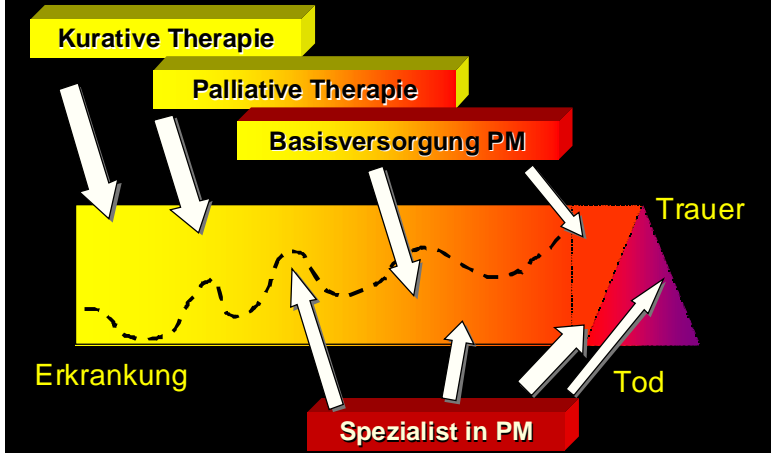 Kurative Therapie
Palliative Therapie
Basisversorgung PM
Trauer
Erkrankung
Tod
Spezialist in PM